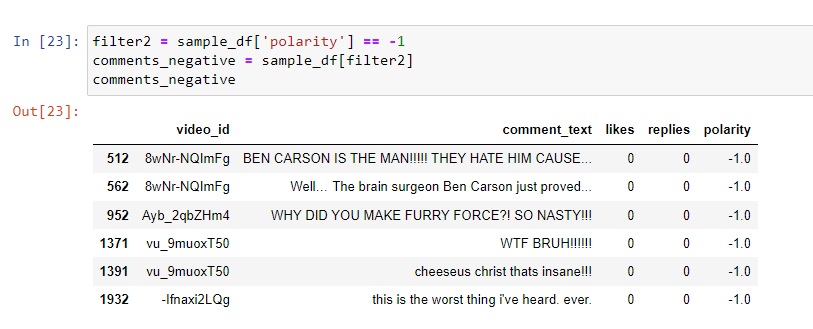 In [23]: filter2 = sample_df['polarity'] == -1
comments_negative = sample_df[filter2]
comments_negative
Out[23]:
video_id comment_text likes replies polarity
512 8wNr-NQImFg BEN CARSON IS THE MAN!!!!! THEY HATE HIM CAUSE... 0 0 -1.0
562 8wNr-NQImFg Well... The brain surgeon Ben Carson just proved... 0 0 -1.0
952 Ayb_2qbZHm4 WHY DID YOU MAKE FURRY FORCE?! SO NASTY!!! 0 0 -1.0
1371 vu_9muoxT50 WTF BRUH!!!!!! 0 0 -1.0
1391 vu_9muoxT50 cheeseus christ thats insane!!! 0 0 -1.0
1932 -Ifnaxi2LQg this is the worst thing i've heard. ever. 0 0 -1.0